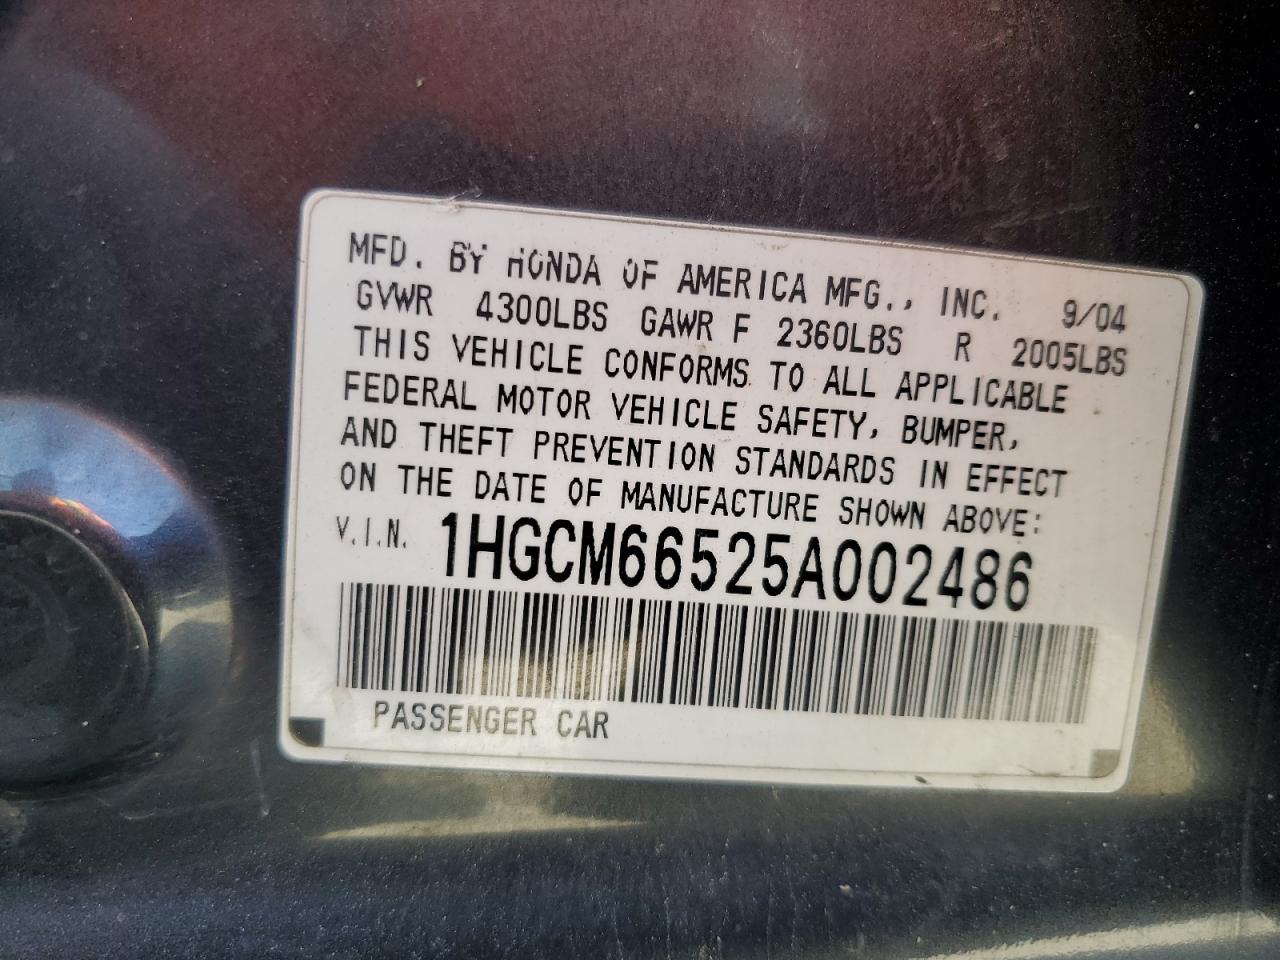 MFD. BY HONDA OF AMERICA MFG., INC. 9/04
GVWR 4300LBS GAWR F 2360LBS R 2005LBS
THIS VEHICLE CONFORMS TO ALL APPLICABLE
FEDERAL MOTOR VEHICLE SAFETY, BUMPER,
AND THEFT PREVENTION STANDARDS IN EFFECT
ON THE DATE OF MANUFACTURE SHOWN ABOVE:
V.I.N. 1HGCM66525A002486
PASSENGER CAR